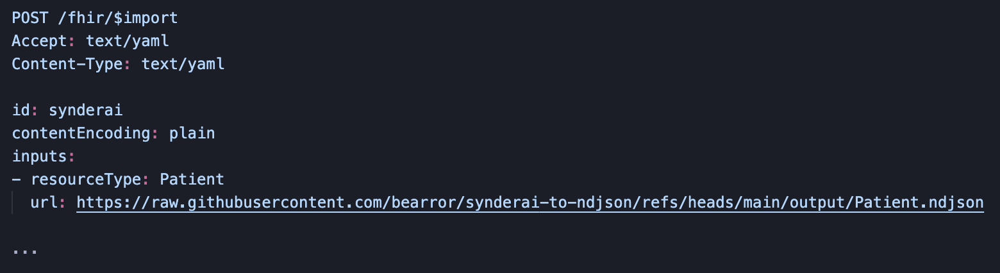 POST /fhir/$import
Accept: text/yaml
Content-Type: text/yaml

id: synderai
contentEncoding: plain
inputs:
- resourceType: Patient
  url: https://raw.githubusercontent.com/bearror/synderai-to-ndjson/refs/heads/main/output/Patient.ndjson

...